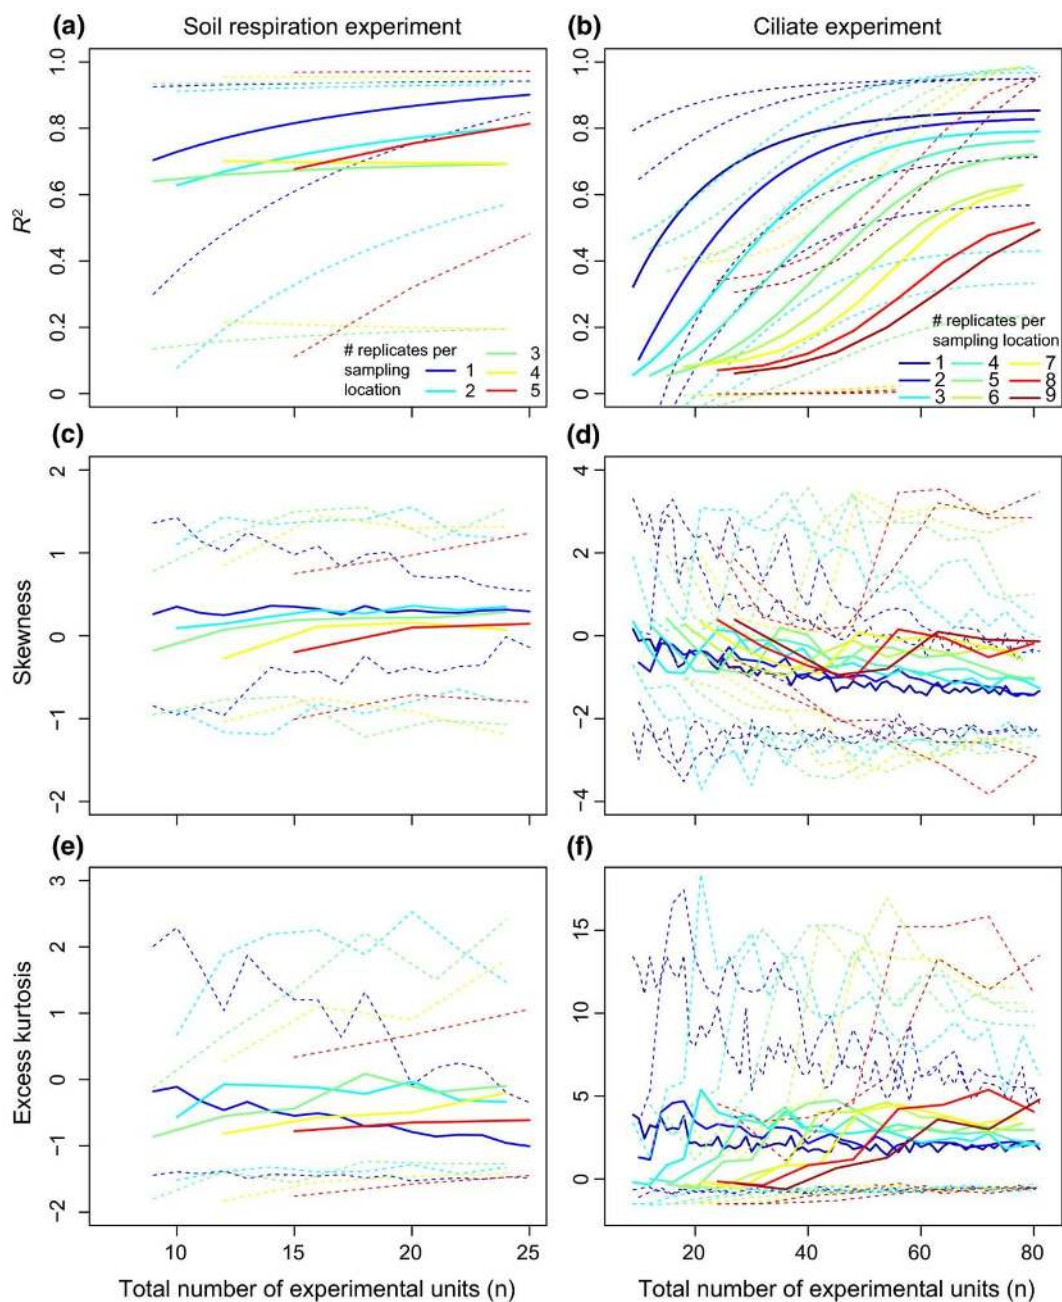 (a) Soil respiration experiment
(b) Ciliate experiment
R²
1.0
0.8
0.6
0.4
0.2
0
# replicates per
sampling
location
1
2
3
4
5
1.0
0.8
0.6
0.4
0.2
0
# replicates per
sampling location
1 4 7
2 5 8
3 6 9
(c)
Skewness
2
1
0
−1
−2
(d)
4
2
0
−2
−4
(e)
Excess kurtosis
3
2
1
0
−1
−2
10 15 20 25
Total number of experimental units (n)
(f)
15
10
5
0
20 40 60 80
Total number of experimental units (n)